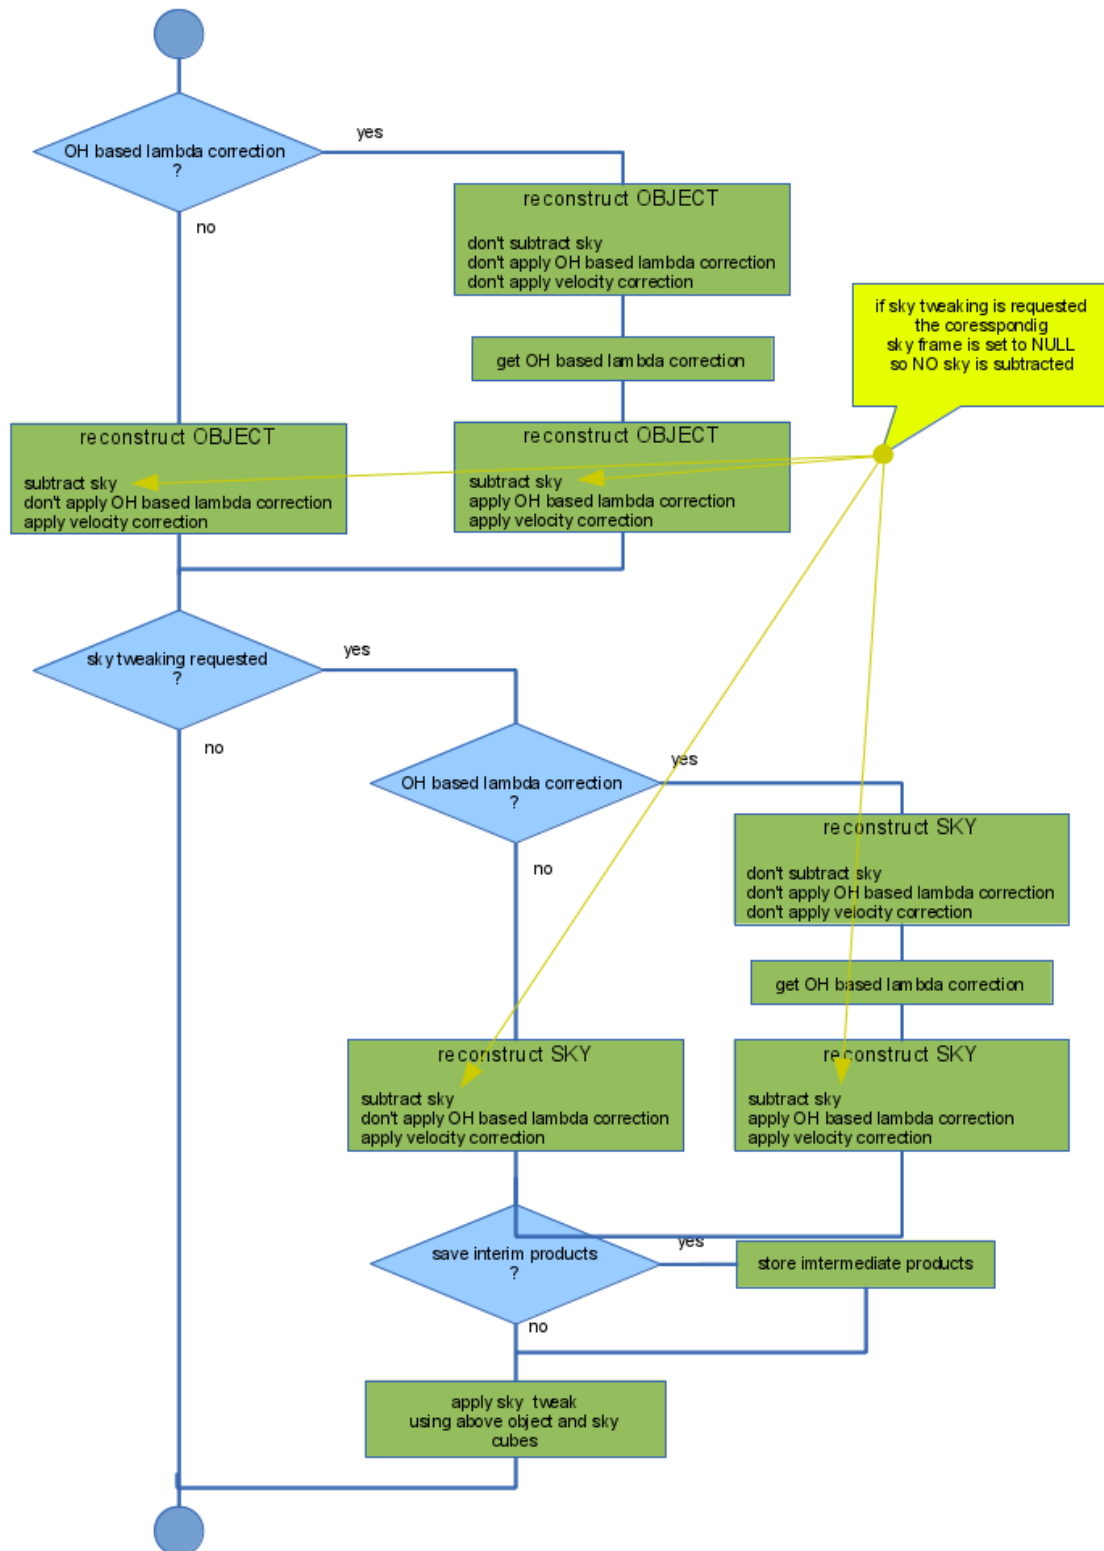 OH based lambda correction
?
yes
no
reconstruct OBJECT
don't subtract sky
don't apply OH based lambda correction
don't apply velocity correction
get OH based lambda correction
if sky tweaking is requested
the coresspondig
sky frame is set to NULL
so NO sky is subtracted
reconstruct OBJECT
subtract sky
don't apply OH based lambda correction
apply velocity correction
reconstruct OBJECT
subtract sky
apply OH based lambda correction
apply velocity correction
sky tweaking requested
?
yes
no
OH based lambda correction
?
yes
no
reconstruct SKY
don't subtract sky
don't apply OH based lambda correction
don't apply velocity correction
get OH based lambda correction
reconstruct SKY
subtract sky
don't apply OH based lambda correction
apply velocity correction
reconstruct SKY
subtract sky
apply OH based lambda correction
apply velocity correction
save interim products
?
yes
store imtermediate products
no
apply sky tweak
using above object and sky
cubes